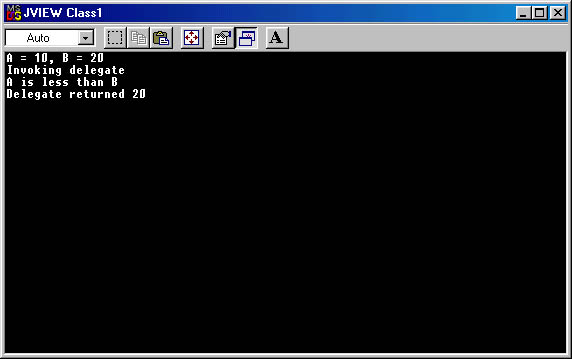 JVIEW Class1
Auto
A
A = 10, B = 20
Invoking delegate
A is less than B
Delegate returned 20